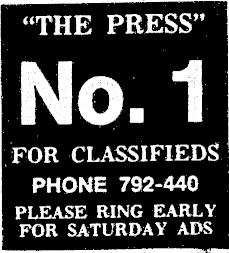 “THE PRESS”
No. 1
FOR CLASSIFIEDS
PHONE 792-440
PLEASE RING EARLY
FOR SATURDAY ADS